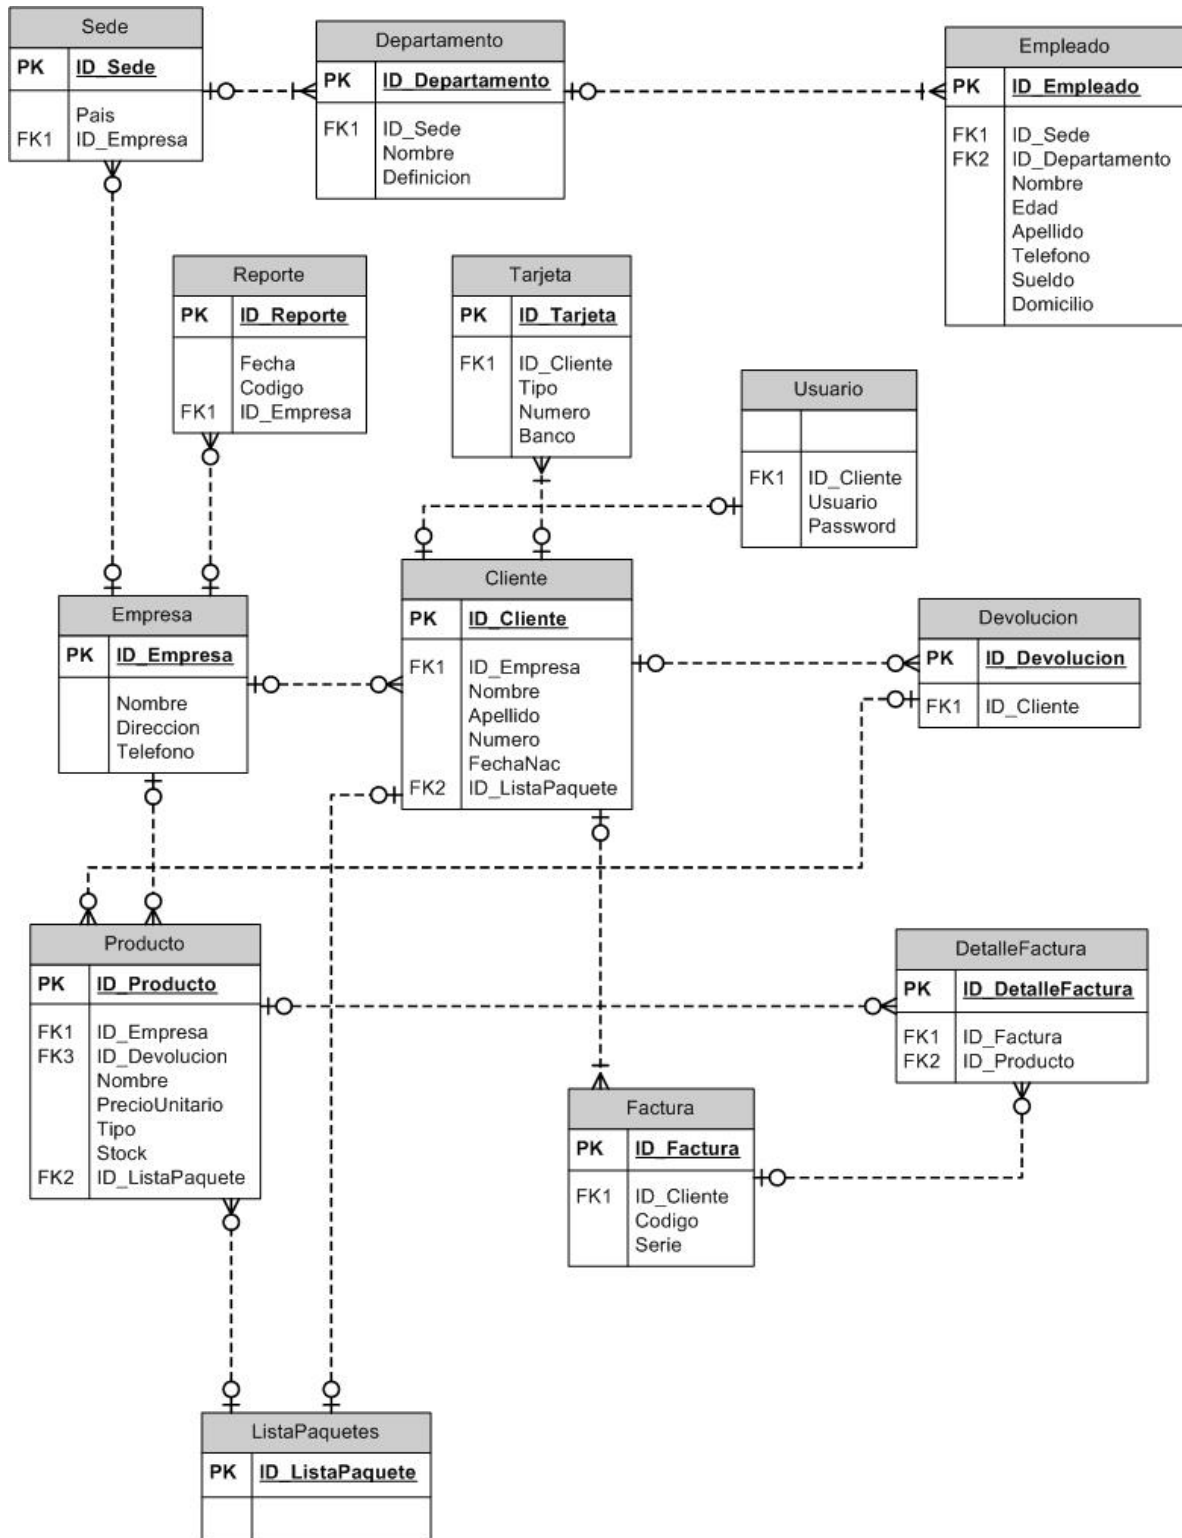 Sede
PK ID_Sede
Pais
FK1 ID_Empresa
Departamento
PK ID_Departamento
FK1 ID_Sede
Nombre
Definicion
Empleado
PK ID_Empleado
FK1 ID_Sede
FK2 ID_Departamento
Nombre
Edad
Apellido
Telefono
Sueldo
Domicilio
Reporte
PK ID_Reporte
Fecha
Codigo
FK1 ID_Empresa
Tarjeta
PK ID_Tarjeta
FK1 ID_Cliente
Tipo
Numero
Banco
Usuario
FK1 ID_Cliente
Usuario
Password
Empresa
PK ID_Empresa
Nombre
Direccion
Telefono
Cliente
PK ID_Cliente
FK1 ID_Empresa
Nombre
Apellido
Numero
FechaNac
FK2 ID_ListaPaquete
Devolucion
PK ID_Devolucion
FK1 ID_Cliente
Producto
PK ID_Producto
FK1 ID_Empresa
FK3 ID_Devolucion
Nombre
PrecioUnitario
Tipo
Stock
FK2 ID_ListaPaquete
DetalleFactura
PK ID_DetalleFactura
FK1 ID_Factura
FK2 ID_Producto
Factura
PK ID_Factura
FK1 ID_Cliente
Codigo
Serie
ListaPaquetes
PK ID_ListaPaquete